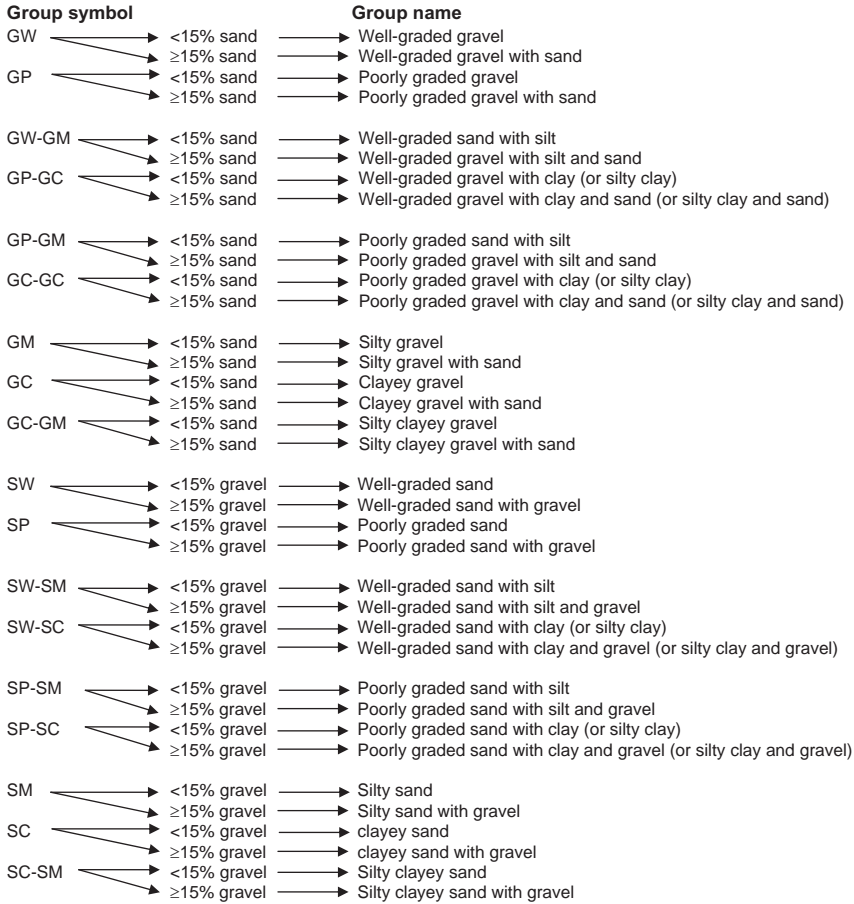 Group symbol Group name
GW <15% sand Well-graded gravel
≥15% sand Well-graded gravel with sand
GP <15% sand Poorly graded gravel
≥15% sand Poorly graded gravel with sand
GW-GM <15% sand Well-graded sand with silt
≥15% sand Well-graded gravel with silt and sand
GP-GC <15% sand Well-graded gravel with clay (or silty clay)
≥15% sand Well-graded gravel with clay and sand (or silty clay and sand)
GP-GM <15% sand Poorly graded sand with silt
≥15% sand Poorly graded gravel with silt and sand
GC-GC <15% sand Poorly graded gravel with clay (or silty clay)
≥15% sand Poorly graded gravel with clay and sand (or silty clay and sand)
GM <15% sand Silty gravel
≥15% sand Silty gravel with sand
GC <15% sand Clayey gravel
≥15% sand Clayey gravel with sand
GC-GM <15% sand Silty clayey gravel
≥15% sand Silty clayey gravel with sand
SW <15% gravel Well-graded sand
≥15% gravel Well-graded sand with gravel
SP <15% gravel Poorly graded sand
≥15% gravel Poorly graded sand with gravel
SW-SM <15% gravel Well-graded sand with silt
≥15% gravel Well-graded sand with silt and gravel
SW-SC <15% gravel Well-graded sand with clay (or silty clay)
≥15% gravel Well-graded sand with clay and gravel (or silty clay and gravel)
SP-SM <15% gravel Poorly graded sand with silt
≥15% gravel Poorly graded sand with silt and gravel
SP-SC <15% gravel Poorly graded sand with clay (or silty clay)
≥15% gravel Poorly graded sand with clay and gravel (or silty clay and gravel)
SM <15% gravel Silty sand
≥15% gravel Silty sand with gravel
SC <15% gravel clayey sand
≥15% gravel clayey sand with gravel
SC-SM <15% gravel Silty clayey sand
≥15% gravel Silty clayey sand with gravel